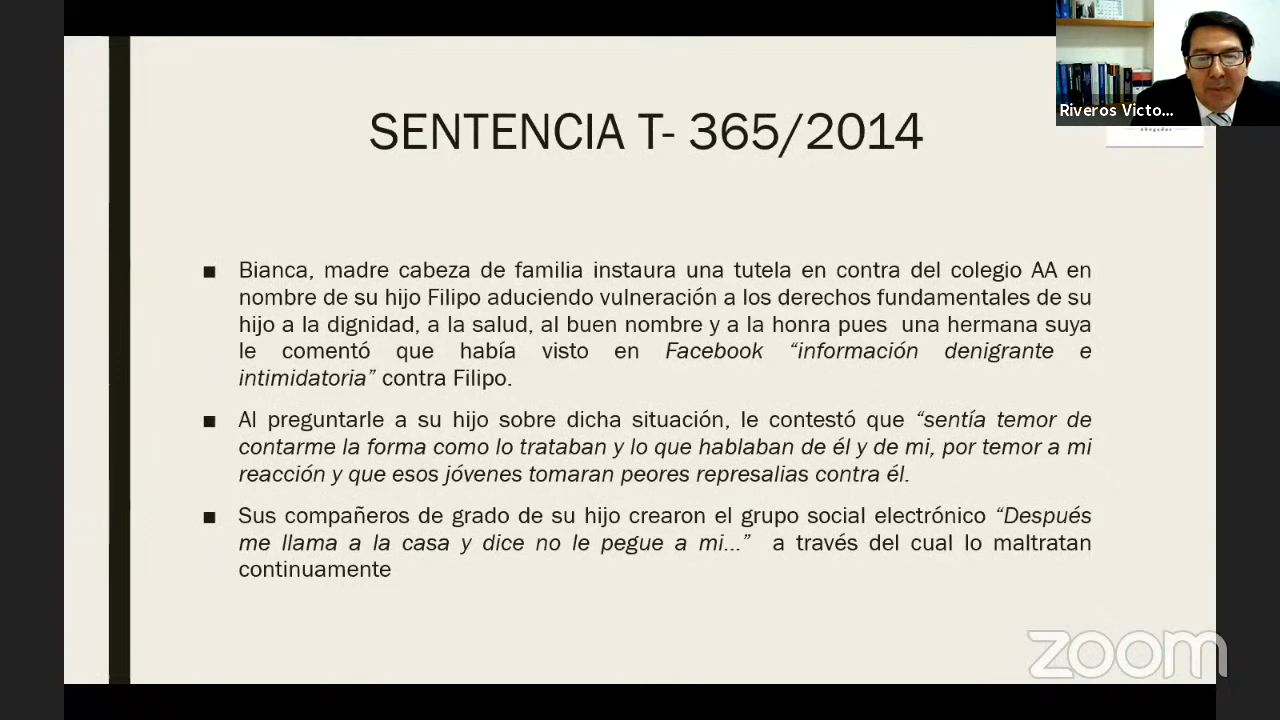 Riveros Victo...
Abogados
SENTENCIA T- 365/2014
■ Bianca, madre cabeza de familia instaura una tutela en contra del colegio AA en
nombre de su hijo Filipo aduciendo vulneración a los derechos fundamentales de su
hijo a la dignidad, a la salud, al buen nombre y a la honra pues una hermana suya
le comentó que había visto en Facebook “información denigrante e
intimidatoria” contra Filipo.
■ Al preguntarle a su hijo sobre dicha situación, le contestó que “sentía temor de
contarme la forma como lo trataban y lo que hablaban de él y de mi, por temor a mi
reacción y que esos jóvenes tomaran peores represalias contra él.
■ Sus compañeros de grado de su hijo crearon el grupo social electrónico “Después
me llama a la casa y dice no le pegue a mi...” a través del cual lo maltratan
continuamente
zoom